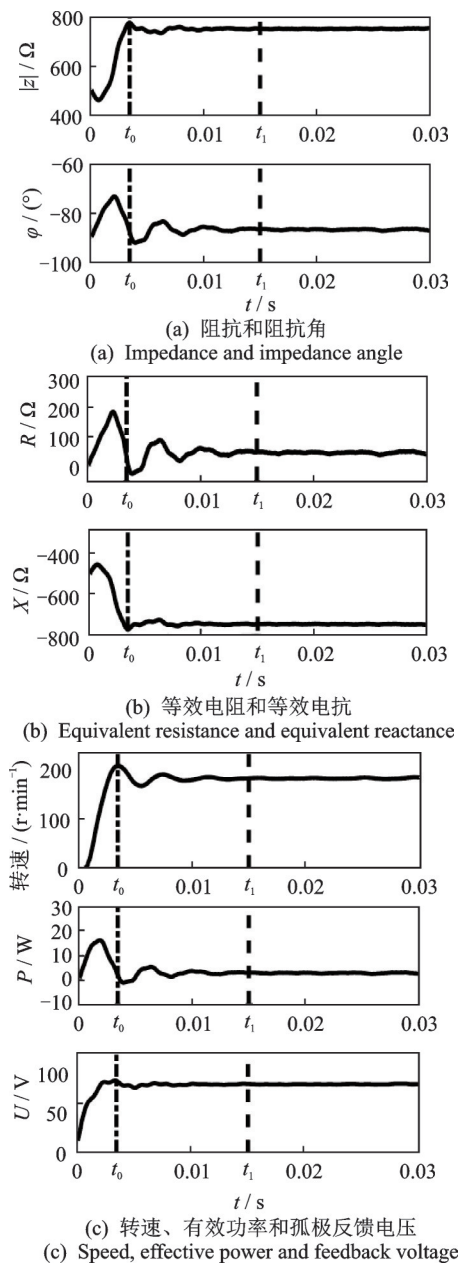 800
600
400
|z| / Ω
0 t₀ 0.01 t₁ 0.02 0.03
−60
−80
−100
φ / (°)
0 t₀ 0.01 t₁ 0.02 0.03
t / s
(a) 阻抗和阻抗角
(a) Impedance and impedance angle
300
200
100
0
R / Ω
0 t₀ 0.01 t₁ 0.02 0.03
−400
−600
−800
X / Ω
0 t₀ 0.01 t₁ 0.02 0.03
t / s
(b) 等效电阻和等效电抗
(b) Equivalent resistance and equivalent reactance
200
100
0
转速 / (r·min⁻¹)
0 t₀ 0.01 t₁ 0.02 0.03
30
20
10
0
−10
P / W
0 t₀ 0.01 t₁ 0.02 0.03
100
50
0
U / V
0 t₀ 0.01 t₁ 0.02 0.03
t / s
(c) 转速、有效功率和孤极反馈电压
(c) Speed, effective power and feedback voltage